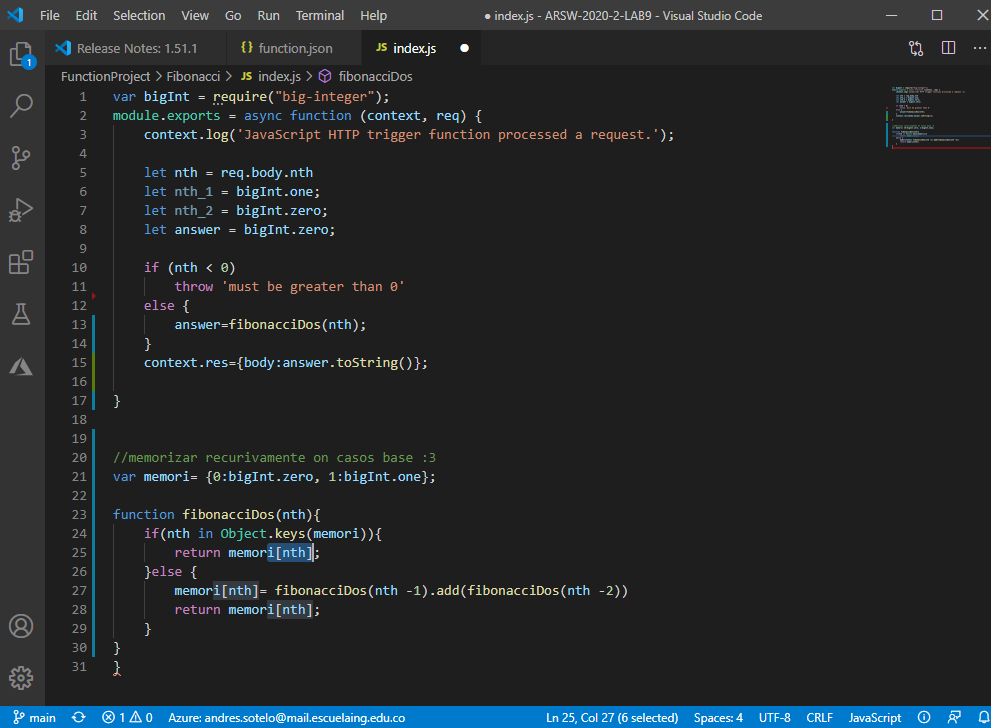 File Edit Selection View Go Run Terminal Help ● index.js - ARSW-2020-2-LAB9 - Visual Studio Code
Release Notes: 1.51.1 {} function.json JS index.js ●
FunctionProject > Fibonacci > JS index.js > fibonacciDos
1
1 var bigInt = require("big-integer");
2 module.exports = async function (context, req) {
3 context.log('JavaScript HTTP trigger function processed a request.');
4
5 let nth = req.body.nth
6 let nth_1 = bigInt.one;
7 let nth_2 = bigInt.zero;
8 let answer = bigInt.zero;
9
10 if (nth < 0)
11 throw 'must be greater than 0'
12 else {
13 answer=fibonacciDos(nth);
14 }
15 context.res={body:answer.toString()};
16
17 }
18
19
20 //memorizar recurivamente on casos base :3
21 var memori= {0:bigInt.zero, 1:bigInt.one};
22
23 function fibonacciDos(nth){
24 if(nth in Object.keys(memori)){
25 return memori[nth];
26 }else {
27 memori[nth]= fibonacciDos(nth -1).add(fibonacciDos(nth -2))
28 return memori[nth];
29 }
30 }
31 }
main 1 0 Azure: andres.sotelo@mail.escuelaing.edu.co Ln 25, Col 27 (6 selected) Spaces: 4 UTF-8 CRLF JavaScript